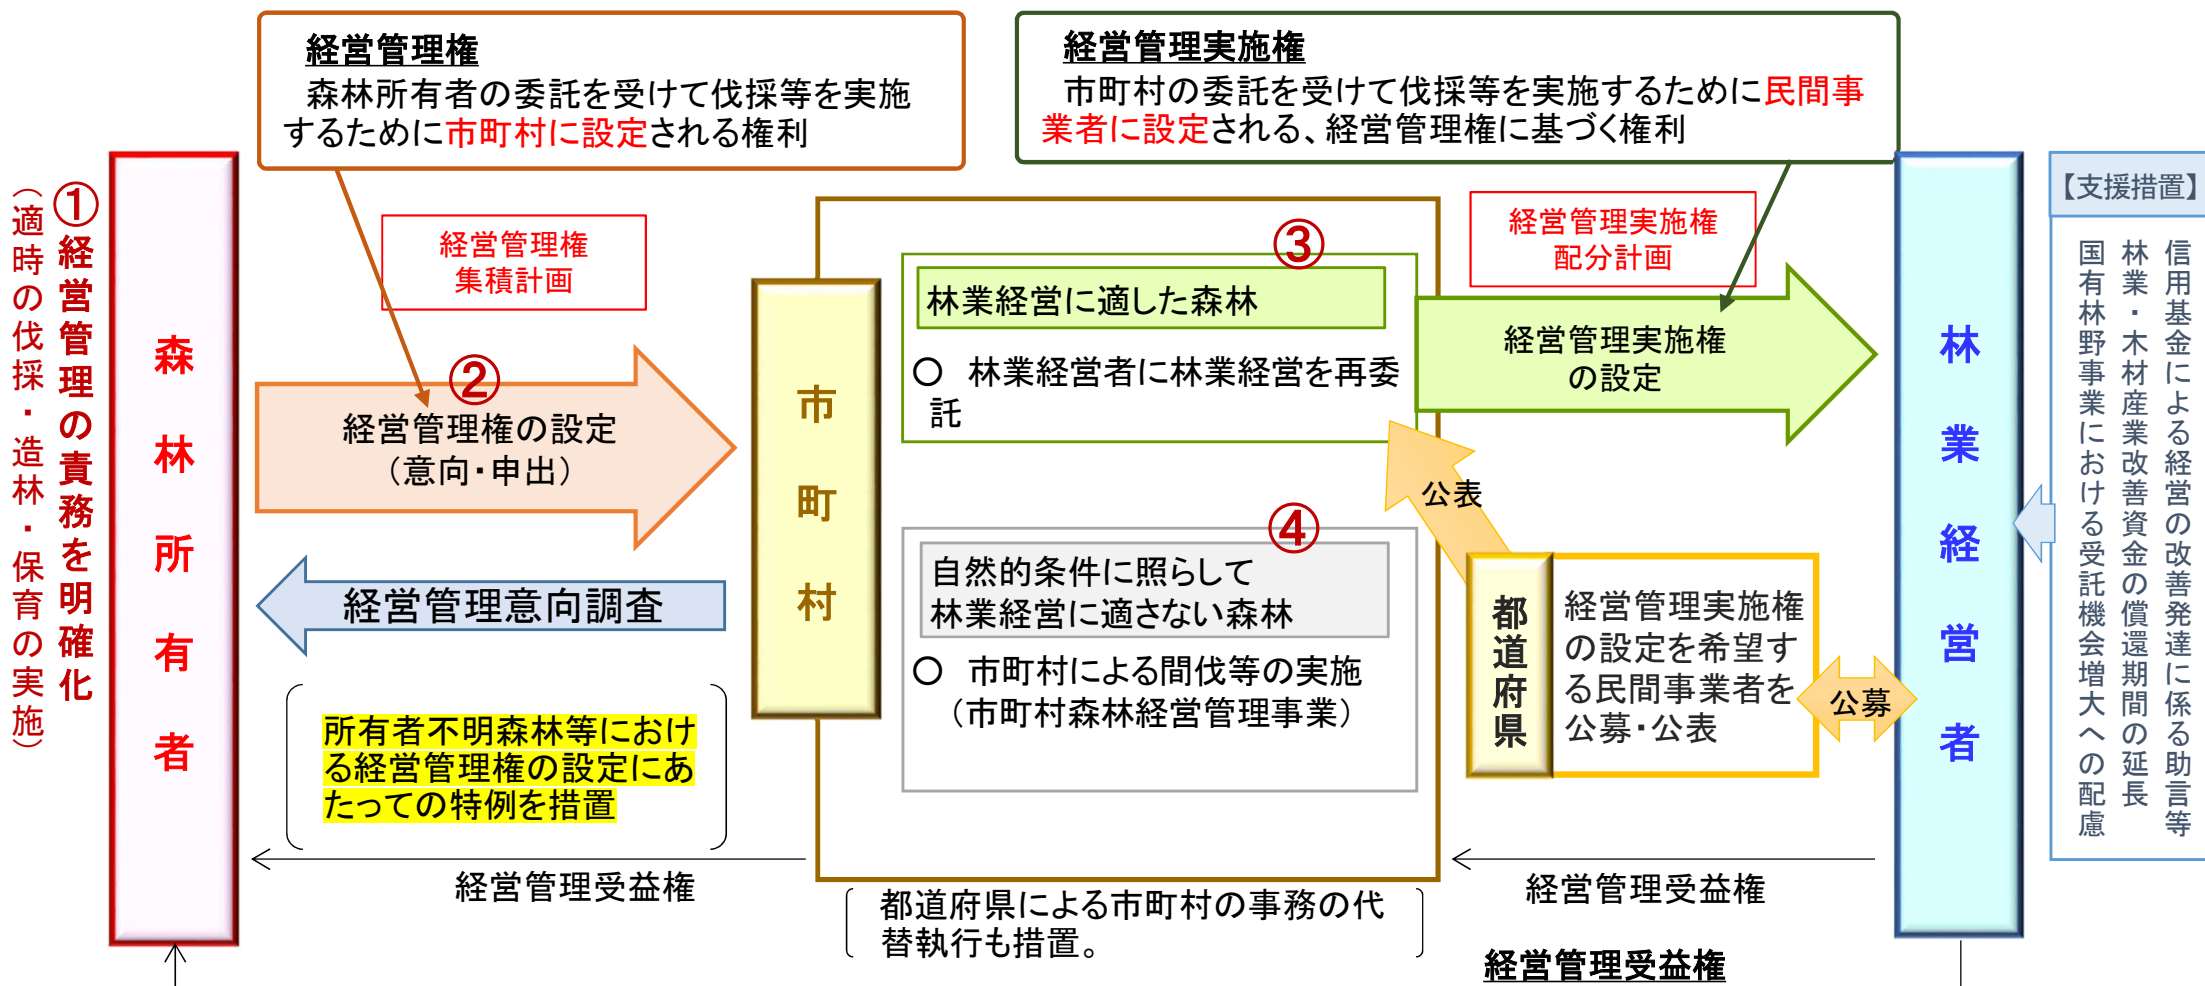 経営管理権
森林所有者の委託を受けて伐採等を実施
するために市町村に設定される権利
経営管理実施権
市町村の委託を受けて伐採等を実施するために民間事
業者に設定される、経営管理権に基づく権利
①経営管理の責務を明確化
（適時の伐採・造林・保育の実施）
森林所有者
経営管理権
集積計画
②
経営管理権の設定
（意向・申出）
経営管理意向調査
所有者不明森林等におけ
る経営管理権の設定にあ
たっての特例を措置
経営管理受益権
市町村
③
林業経営に適した森林
○　林業経営者に林業経営を再委
託
④
自然的条件に照らして
林業経営に適さない森林
○　市町村による間伐等の実施
（市町村森林経営管理事業）
都道府県による市町村の事務の代
替執行も措置。
経営管理実施権
配分計画
経営管理実施権
の設定
公表
都道府県
経営管理実施権
の設定を希望す
る民間事業者を
公募・公表
公募
経営管理受益権
経営管理受益権
林業経営者
【支援措置】
信用基金による経営の改善発達に係る助言等
林業・木材産業改善資金の償還期間の延長
国有林野事業における受託機会増大への配慮